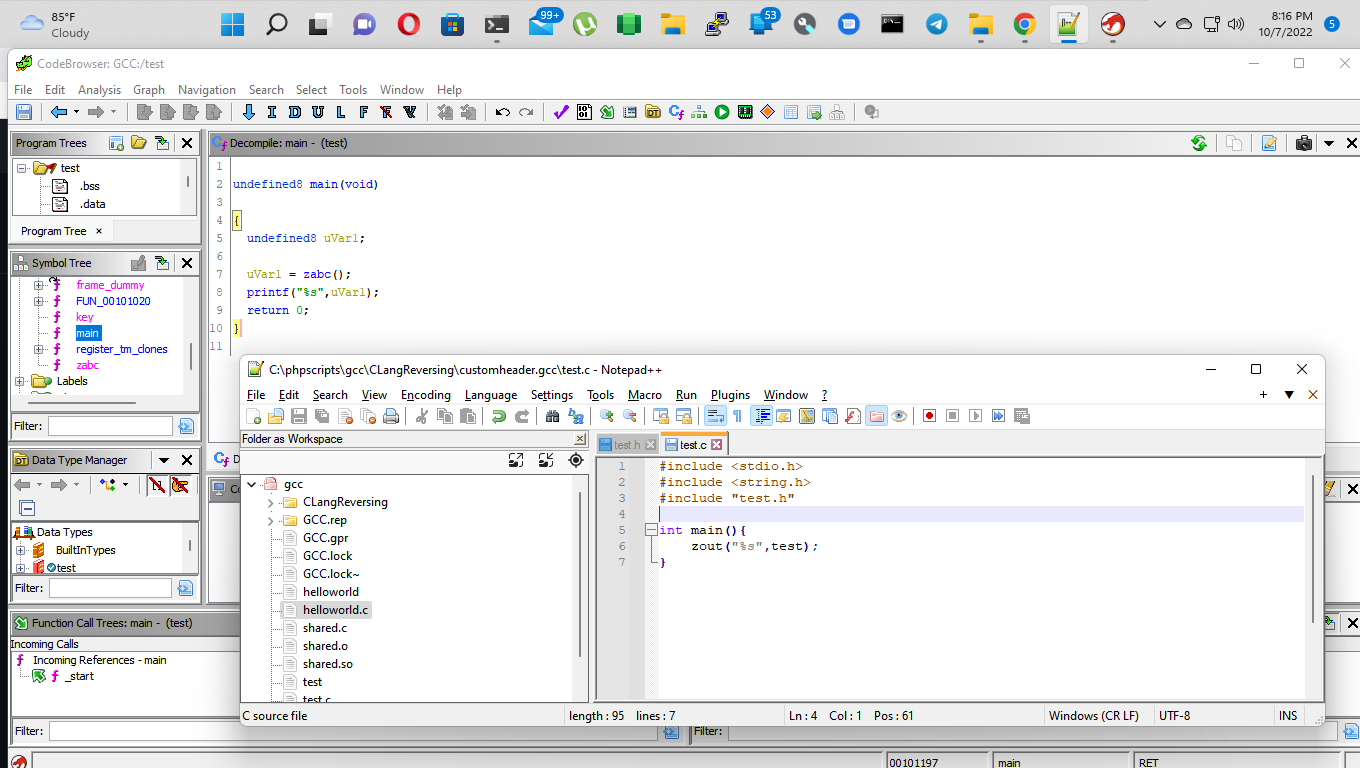 85°F
Cloudy
99+
53
8:16 PM
10/7/2022
5
CodeBrowser: GCC:/test
File Edit Analysis Graph Navigation Search Select Tools Window Help
I D U L F
Program Trees
test
.bss
.data
Program Tree ×
Symbol Tree
frame_dummy
FUN_00101020
key
main
register_tm_clones
zabc
Labels
Filter:
Data Type Manager
Data Types
BuiltInTypes
test
Filter:
Decompile: main - (test)
1
2 undefined8 main(void)
3
4 {
5 undefined8 uVar1;
6
7 uVar1 = zabc();
8 printf("%s",uVar1);
9 return 0;
10 }
11
Function Call Trees: main - (test)
Incoming Calls
Incoming References - main
_start
Filter:
Filter:
00101197 main RET
C:\phpscripts\gcc\CLangReversing\customheader.gcc\test.c - Notepad++
File Edit Search View Encoding Language Settings Tools Macro Run Plugins Window ?
Folder as Workspace
gcc
CLangReversing
GCC.rep
GCC.gpr
GCC.lock
GCC.lock~
helloworld
helloworld.c
shared.c
shared.o
shared.so
test
test.c
test.h test.c
1 #include <stdio.h>
2 #include <string.h>
3 #include "test.h"
4
5 int main(){
6 zout("%s",test);
7 }
C source file length : 95 lines : 7 Ln : 4 Col : 1 Pos : 61 Windows (CR LF) UTF-8 INS